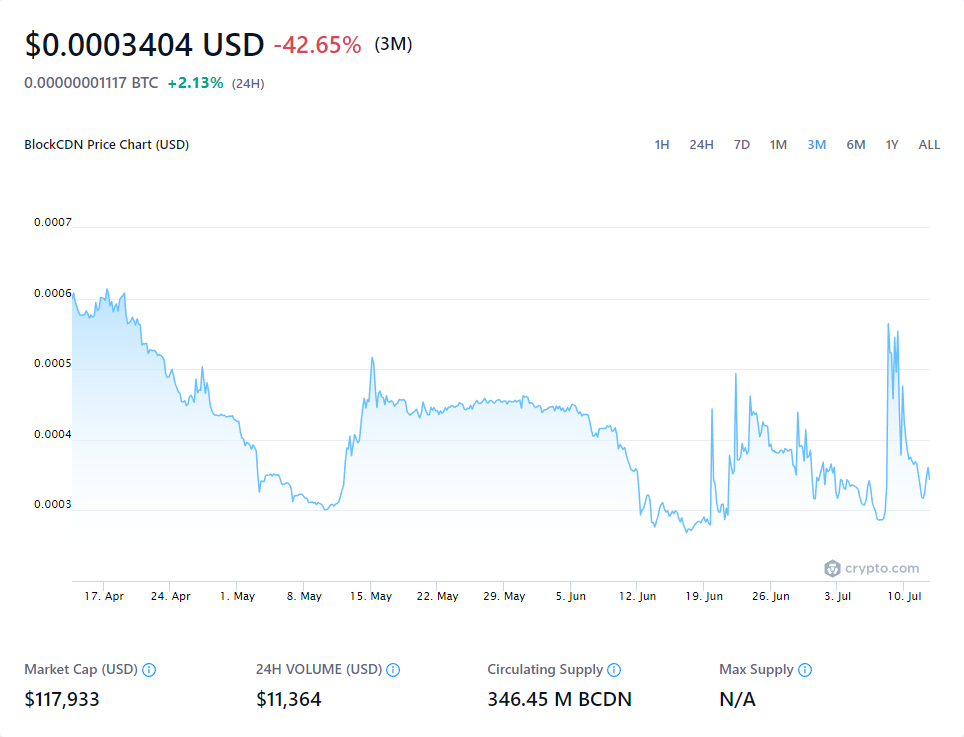 $0.0003404 USD -42.65% (3M)
0.00000001117 BTC +2.13% (24H)
BlockCDN Price Chart (USD) 1H 24H 7D 1M 3M 6M 1Y ALL
0.0007
0.0006
0.0005
0.0004
0.0003
crypto.com
17. Apr 24. Apr 1. May 8. May 15. May 22. May 29. May 5. Jun 12. Jun 19. Jun 26. Jun 3. Jul 10. Jul
Market Cap (USD) 24H VOLUME (USD) Circulating Supply Max Supply
$117,933 $11,364 346.45 M BCDN N/A